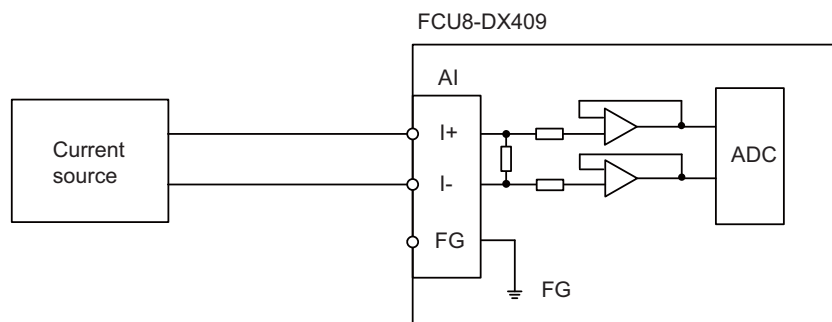 FCU8-DX409
AI
Current
source
I+
I-
FG
ADC
FG